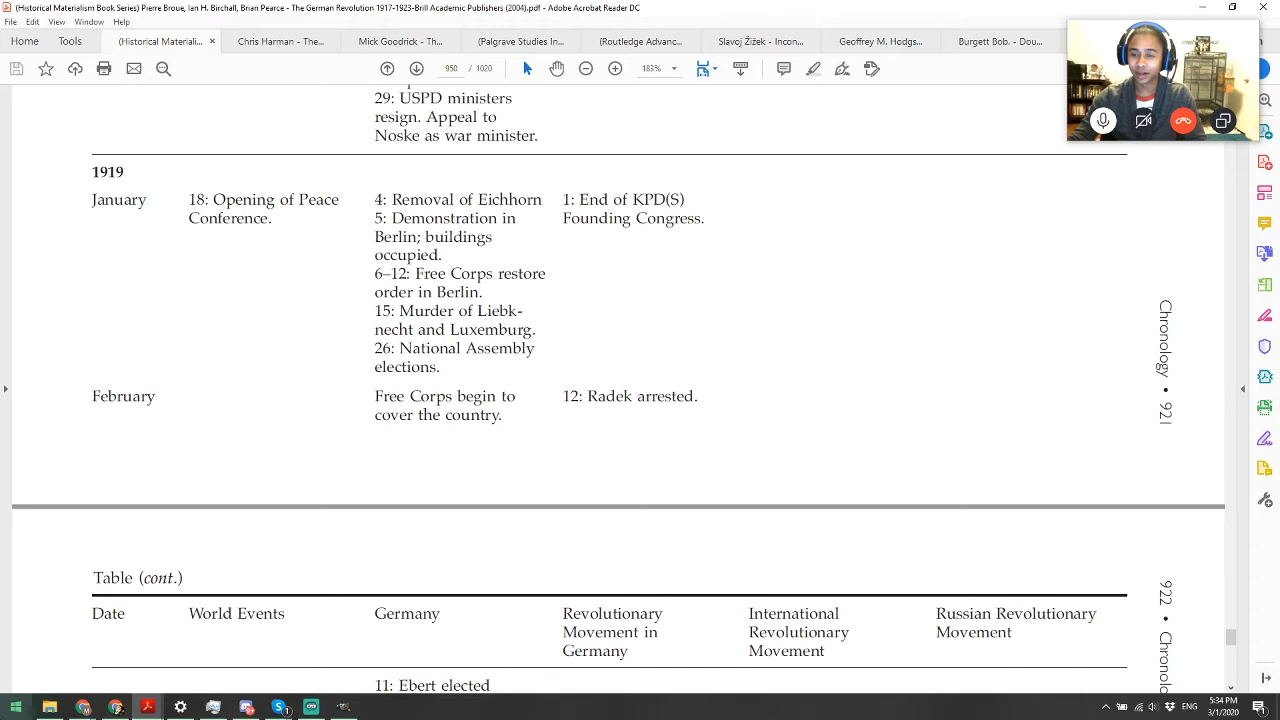 (Historical Materialism Book Series) Pierre Broue, Ian H. Birchall, Brian Pearce - The German Revolution 1917-1923-Brill Academic Publishers (2004).pdf - Adobe Acrobat Reader DC
File Edit View Window Help
Home Tools (Historical Materiali... × Chris Harman - The... Mick Goodrick - Th... Frontier Studies In... (Routledge Advanc... Slavoj Žižek - Incon... Geoffrey M. Hodgs... Burgett Bob. - Dou...
950 / 1020 183%
29: USPD ministers
resign. Appeal to
Noske as war minister.
1919
January 18: Opening of Peace 4: Removal of Eichhorn 1: End of KPD(S)
Conference. 5: Demonstration in Founding Congress.
Berlin; buildings
occupied.
6–12: Free Corps restore
order in Berlin.
15: Murder of Liebk-
necht and Luxemburg.
26: National Assembly
elections.
February Free Corps begin to 12: Radek arrested.
cover the country.
Chronology • 921
Table (cont.)
Date World Events Germany Revolutionary International Russian Revolutionary
Movement in Revolutionary Movement
Germany Movement
11: Ebert elected
922 • Chronolo
ENG 5:34 PM
3/1/2020